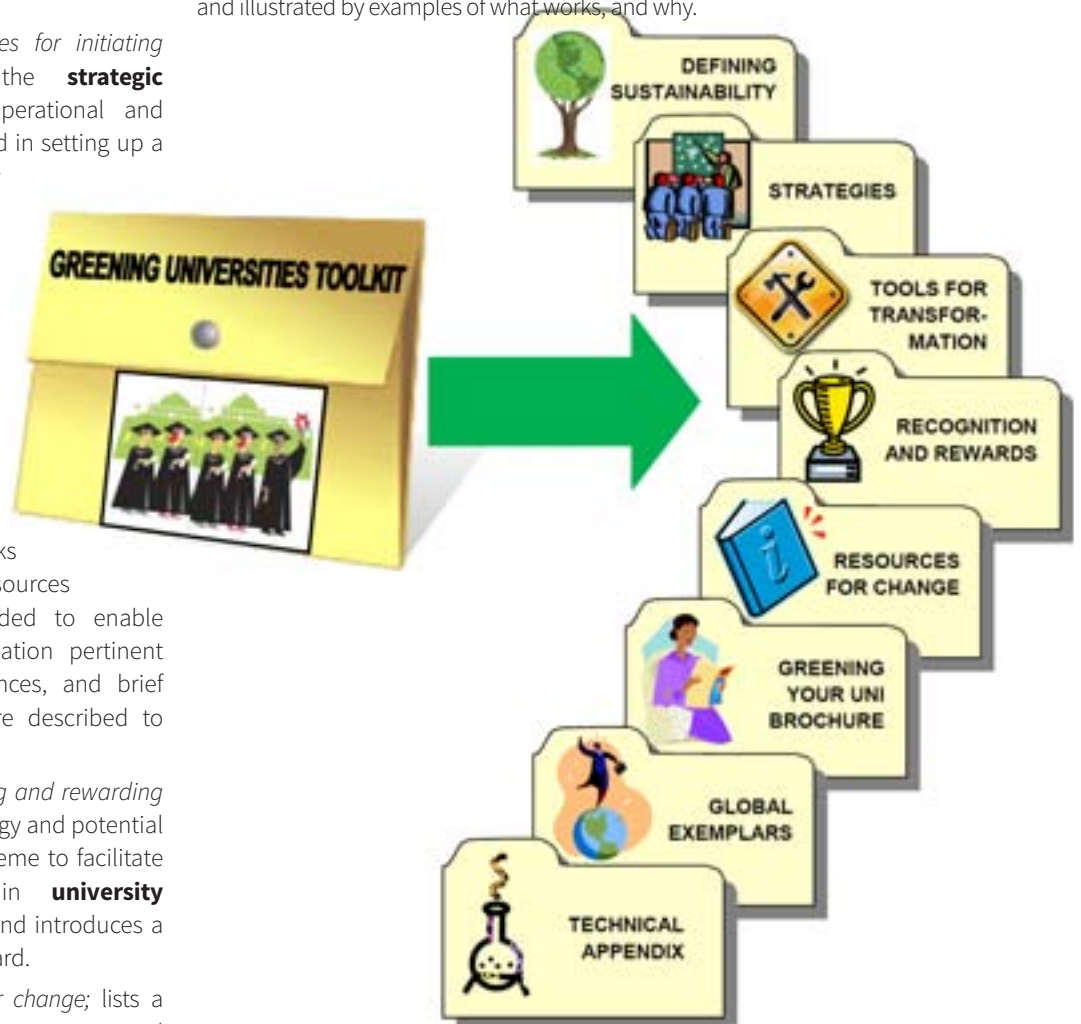 and illustrated by examples of what works, and why.
es for initiating
the strategic
perational and
d in setting up a
GREENING UNIVERSITIES TOOLKIT
ks
sources
ded to enable
ation pertinent
nces, and brief
re described to
g and rewarding
gy and potential
eme to facilitate
in university
nd introduces a
ard.
r change; lists a
DEFINING
SUSTAINABILITY
STRATEGIES
TOOLS FOR
TRANSFOR-
MATION
RECOGNITION
AND REWARDS
RESOURCES
FOR CHANGE
GREENING
YOUR UNI
BROCHURE
GLOBAL
EXEMPLARS
TECHNICAL
APPENDIX